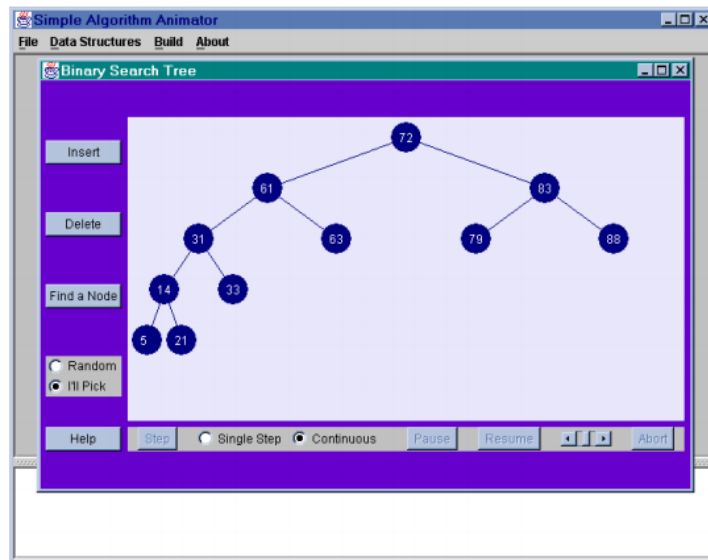 Simple Algorithm Animator
File Data Structures Build About
Binary Search Tree
72
Insert
61 83
Delete
31 63 79 88
Find a Node
14 33
5 21
Random
I'll Pick
Help Step Single Step Continuous Pause Resume Abort